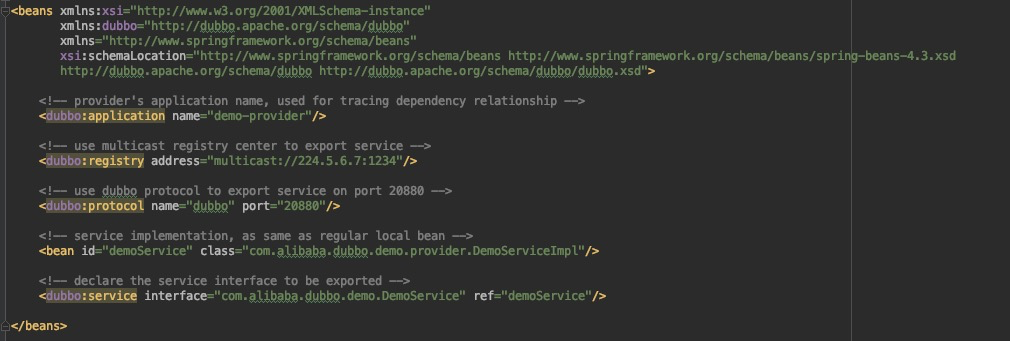 <beans xmlns:xsi="http://www.w3.org/2001/XMLSchema-instance"
xmlns:dubbo="http://dubbo.apache.org/schema/dubbo"
xmlns="http://www.springframework.org/schema/beans"
xsi:schemaLocation="http://www.springframework.org/schema/beans http://www.springframework.org/schema/beans/spring-beans-4.3.xsd
http://dubbo.apache.org/schema/dubbo http://dubbo.apache.org/schema/dubbo/dubbo.xsd">
<!-- provider's application name, used for tracing dependency relationship -->
<dubbo:application name="demo-provider"/>
<!-- use multicast registry center to export service -->
<dubbo:registry address="multicast://224.5.6.7:1234"/>
<!-- use dubbo protocol to export service on port 20880 -->
<dubbo:protocol name="dubbo" port="20880"/>
<!-- service implementation, as same as regular local bean -->
<bean id="demoService" class="com.alibaba.dubbo.demo.provider.DemoServiceImpl"/>
<!-- declare the service interface to be exported -->
<dubbo:service interface="com.alibaba.dubbo.demo.DemoService" ref="demoService"/>
</beans>